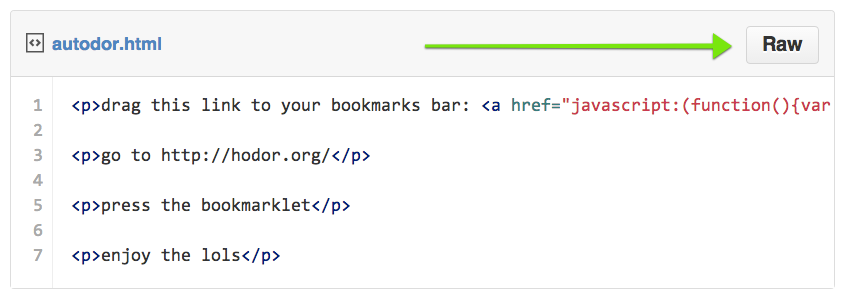 autodor.html
Raw
1 <p>drag this link to your bookmarks bar: <a href="javascript:(function(){var
2
3 <p>go to http://hodor.org/</p>
4
5 <p>press the bookmarklet</p>
6
7 <p>enjoy the lols</p>